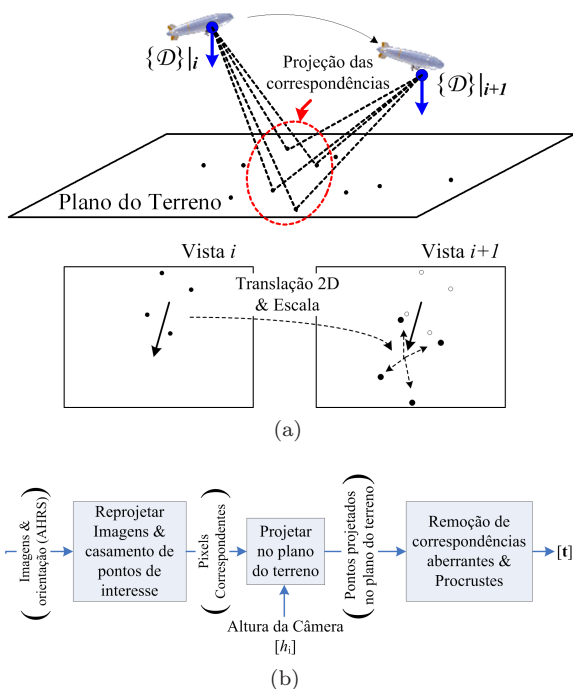 {𝒟}|i
Projeção das
correspondências
{𝒟}|i+1
Plano do Terreno
Vista i
Vista i+1
Translação 2D
& Escala
(a)
(Imagens &
orientação (AHRS))
Reprojetar
Imagens &
casamento de
pontos de
interesse
(Pixels
Correspondentes)
Projetar
no plano
do terreno
(Pontos projetados
no plano do terreno)
Remoção de
correspondências
aberrantes &
Procrustes
[t]
Altura da Câmera
[hi]
(b)